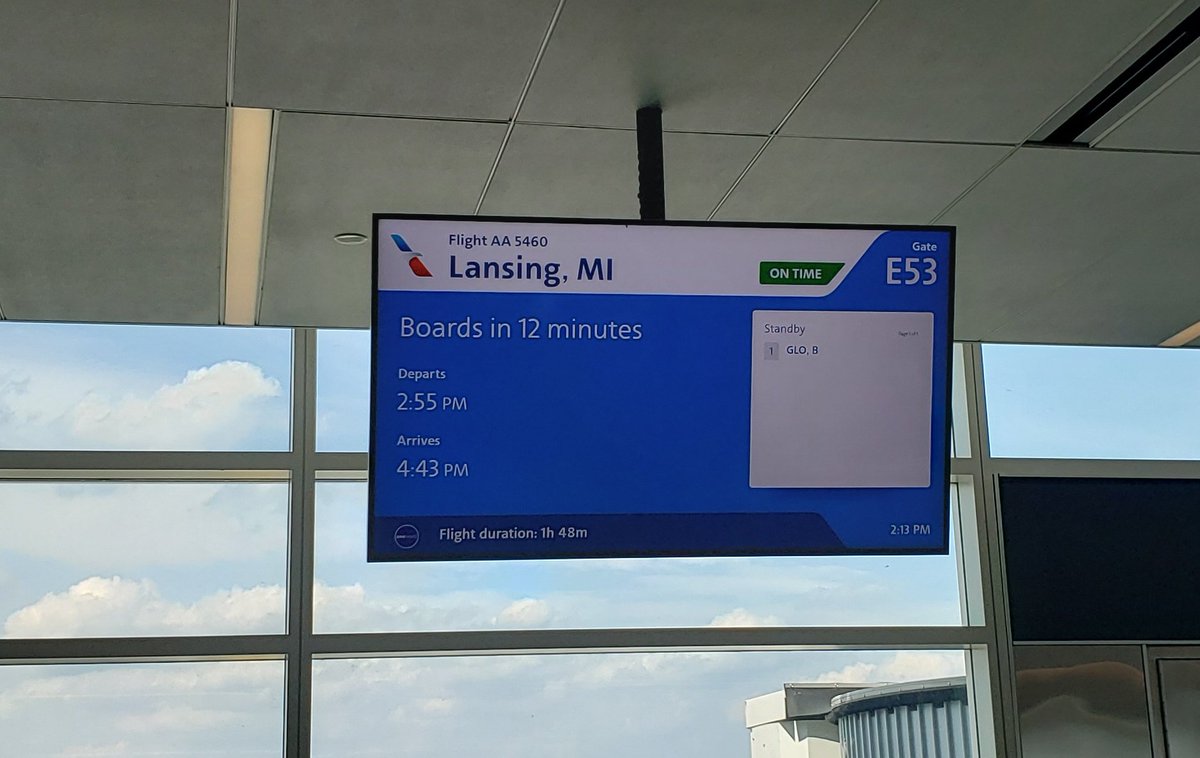 Flight AA 5460
Lansing, MI
ON TIME
Gate
E53
Boards in 12 minutes
Departs
2:55 PM
Arrives
4:43 PM
Standby
1 GLO, B
Flight duration: 1h 48m
2:13 PM